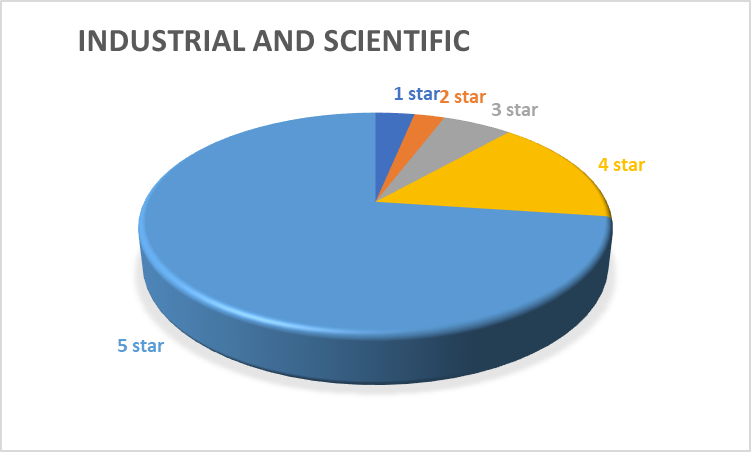 INDUSTRIAL AND SCIENTIFIC
1 star
2 star
3 star
4 star
5 star